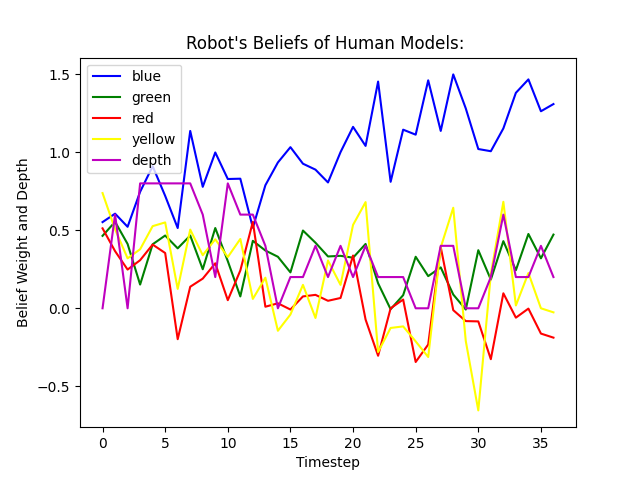 Robot's Beliefs of Human Models:
blue
green
red
yellow
depth
Belief Weight and Depth
1.5
1.0
0.5
0.0
−0.5
0 5 10 15 20 25 30 35
Timestep